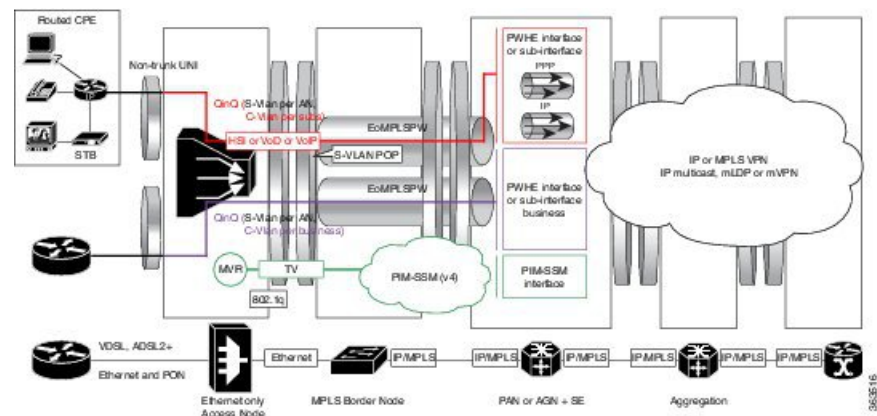 Routed CPE
Non-trunk UNI
IP
STB
QinQ (S-Vlan per AN,
C-Vlan per subs)
HSI or VoD or VoIP
EoMPLSPW
S-VLAN POP
EoMPLSPW
QinQ (S-Vlan per AN,
C-Vlan per business)
MVR
TV
802.1q
PIM-SSM (v4)
PWHE interface
or sub-interface
PPP
IP
PWHE interface
or sub-interface
business
PIM-SSM
interface
IP or MPLS VPN
IP multicast, mLDP or mVPN
VDSL, ADSL2+
Ethernet and PON
Ethernet
IP/MPLS
IP/MPLS
IP/MPLS
IP/MPLS
IP/MPLS
IP/MPLS
Ethernet only
Access Node
MPLS Border Node
PAN or AGN + SE
Aggregation
363516